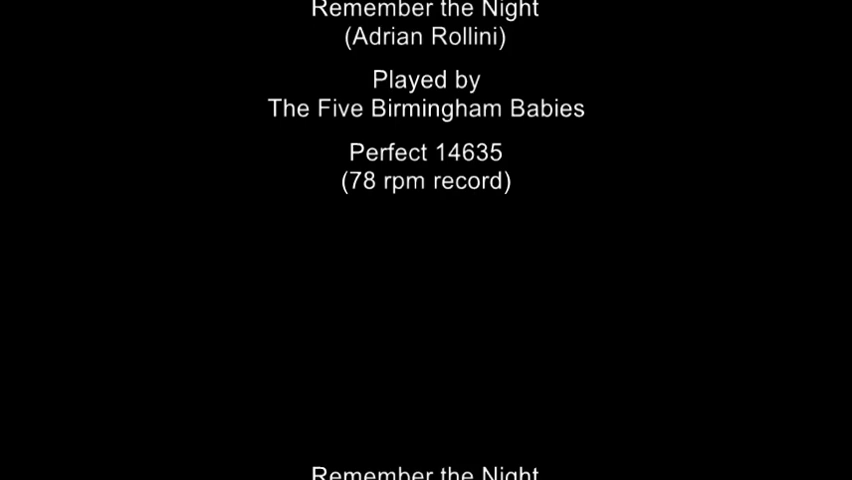 Remember the Night
(Adrian Rollini)
Played by
The Five Birmingham Babies
Perfect 14635
(78 rpm record)
Remember the Night